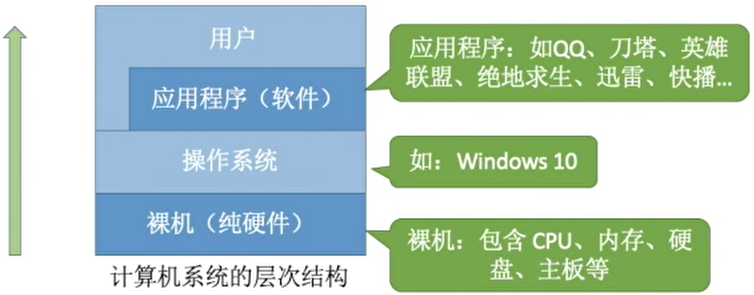 用户
应用程序（软件）
操作系统
裸机（纯硬件）
计算机系统的层次结构
应用程序：如QQ、刀塔、英雄
联盟、绝地求生、迅雷、快播...
如：Windows 10
裸机：包含 CPU、内存、硬
盘、主板等